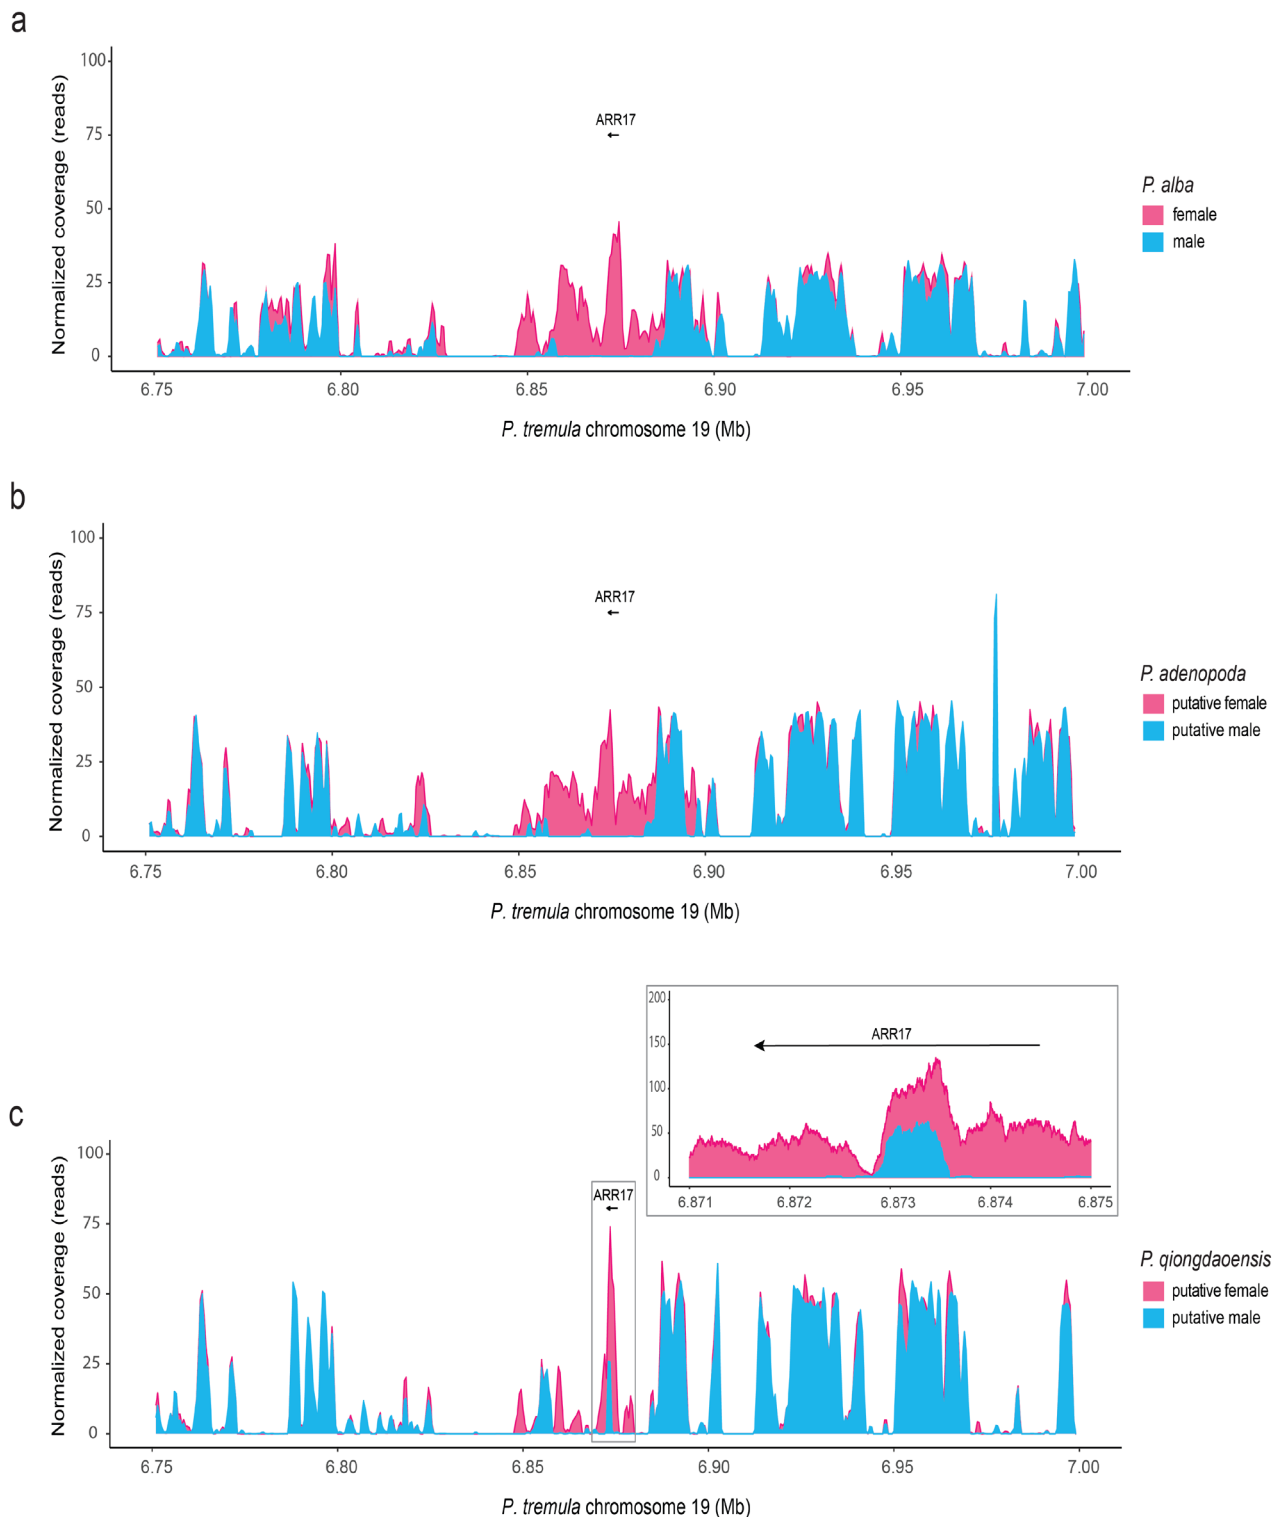 a
Normalized coverage (reads)
100
75
50
25
0
ARR17
6.75 6.80 6.85 6.90 6.95 7.00
P. tremula chromosome 19 (Mb)
P. alba
female
male
b
Normalized coverage (reads)
100
75
50
25
0
ARR17
6.75 6.80 6.85 6.90 6.95 7.00
P. tremula chromosome 19 (Mb)
P. adenopoda
putative female
putative male
c
200
150
100
50
0
ARR17
6.871 6.872 6.873 6.874 6.875
Normalized coverage (reads)
100
75
50
25
0
ARR17
6.75 6.80 6.85 6.90 6.95 7.00
P. tremula chromosome 19 (Mb)
P. qiongdaoensis
putative female
putative male